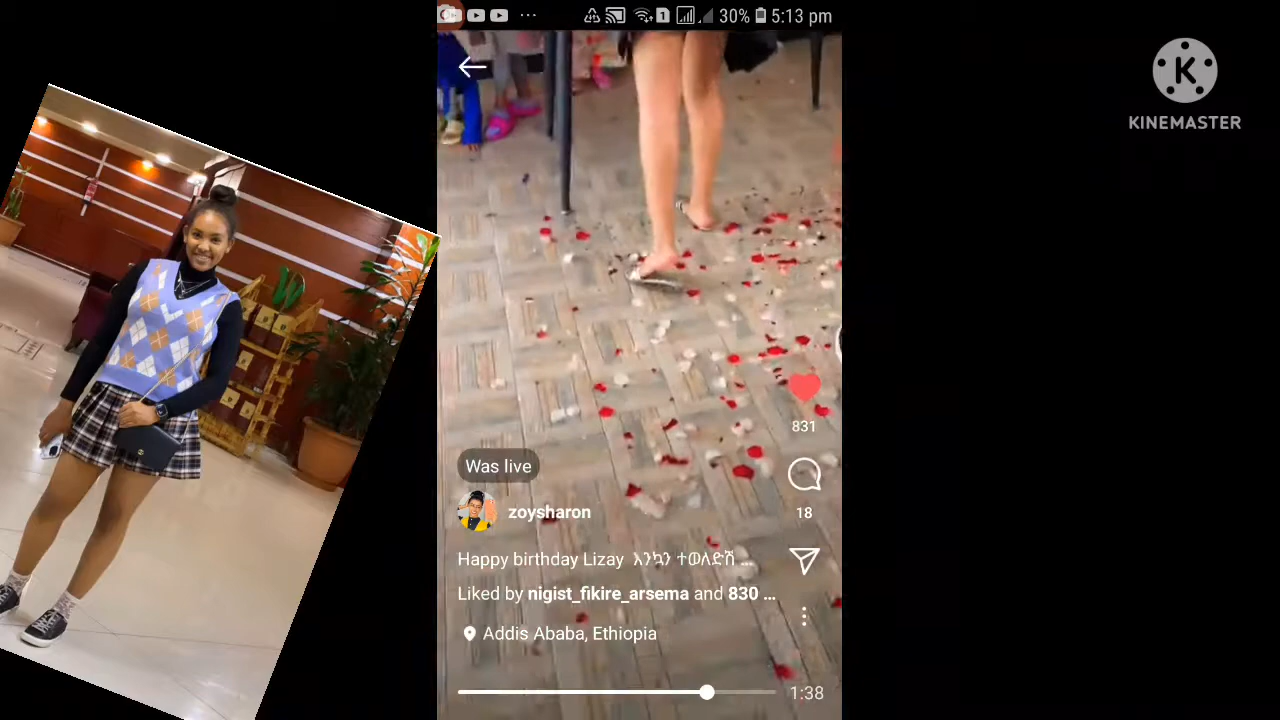 30% 5:13 pm
KINEMASTER
831
Was live
18
zoysharon
Happy birthday Lizay እንኳን ተወለድሽ ...
Liked by nigist_fikire_arsema and 830 ...
Addis Ababa, Ethiopia
1:38